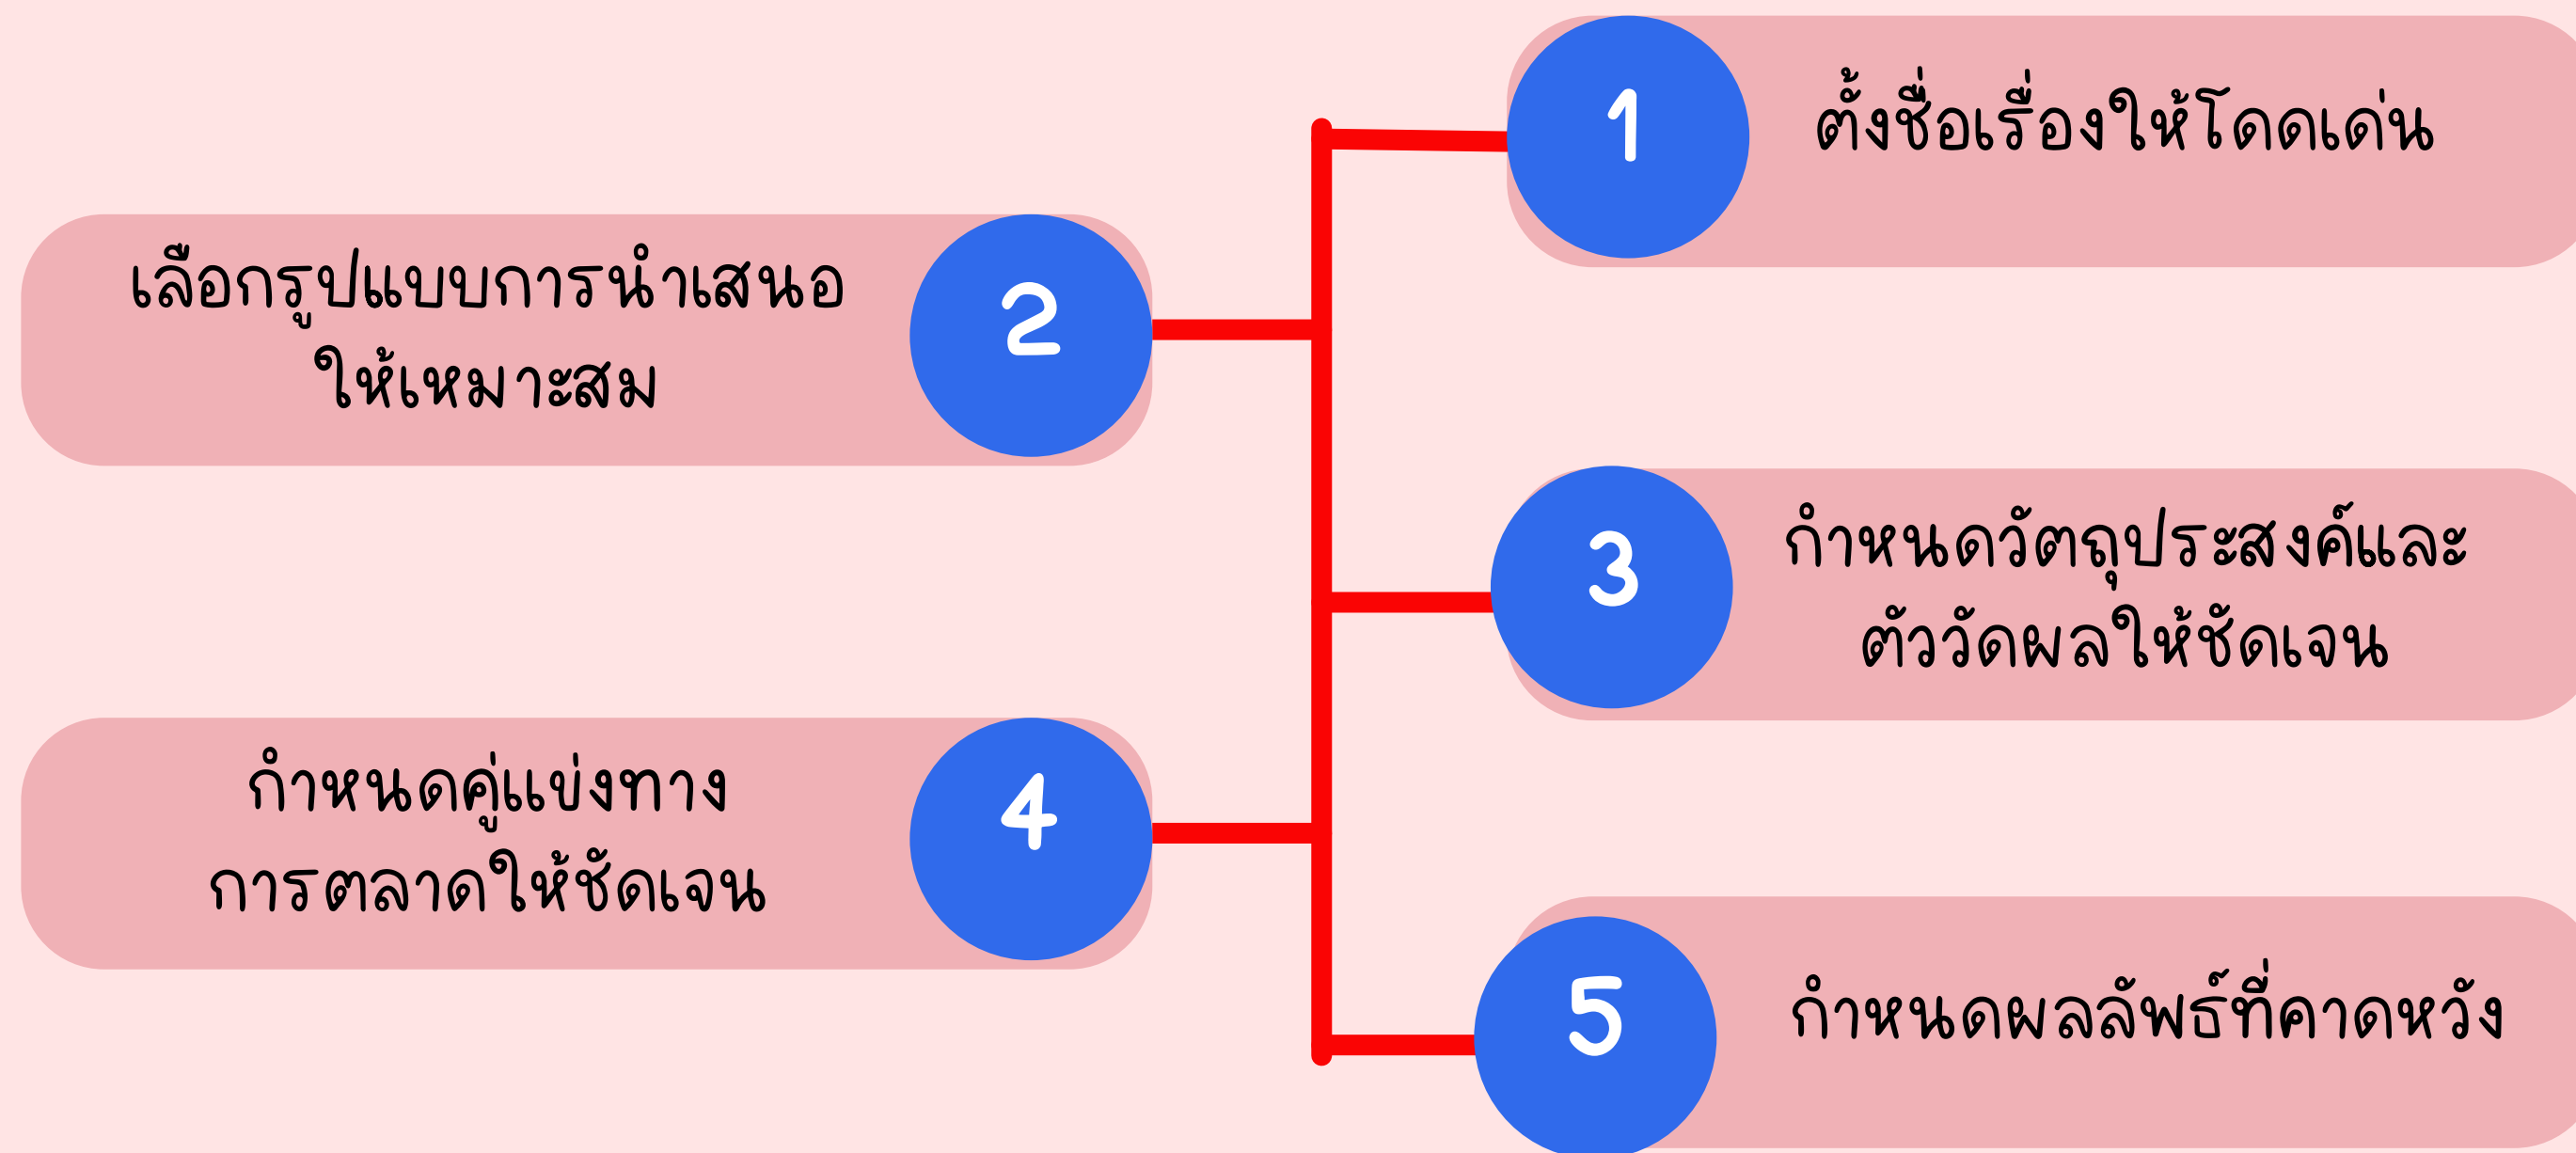 1
ตั้งชื่อเรื่องให้โดดเด่น
2
เลือกรูปแบบการนำเสนอ
ให้เหมาะสม
3
กำหนดวัตถุประสงค์และ
ตัววัดผลให้ชัดเจน
4
กำหนดคู่แข่งทาง
การตลาดให้ชัดเจน
5
กำหนดผลลัพธ์ที่คาดหวัง